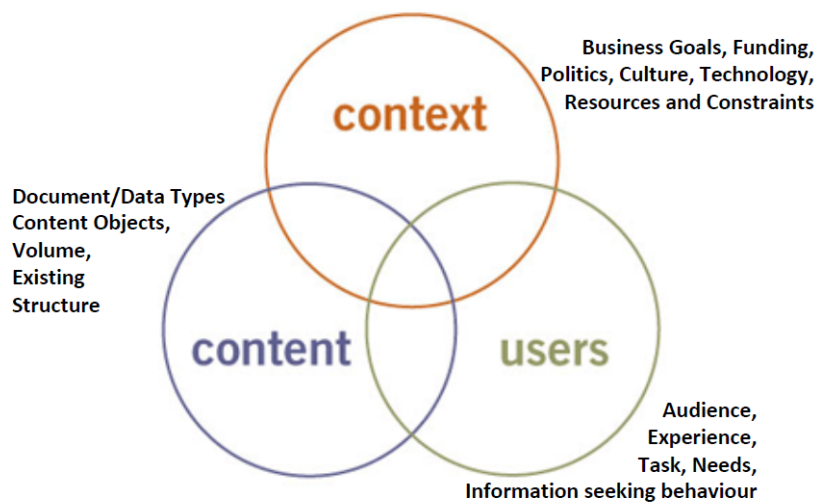 Business Goals, Funding,
Politics, Culture, Technology,
Resources and Constraints
context
Document/Data Types
Content Objects,
Volume,
Existing
Structure
content
users
Audience,
Experience,
Task, Needs,
Information seeking behaviour